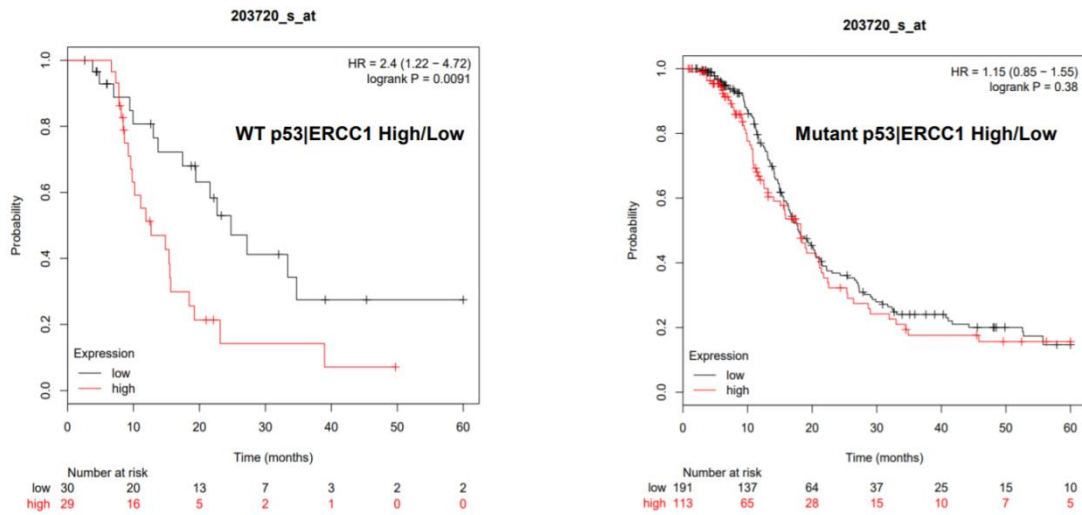 203720_s_at
HR = 2.4 (1.22 − 4.72)
logrank P = 0.0091
WT p53|ERCC1 High/Low
Probability
1.0
0.8
0.6
0.4
0.2
0.0
Expression
low
high
0 10 20 30 40 50 60
Time (months)
Number at risk
low 30 20 13 7 3 2 2
high 29 16 5 2 1 0 0
203720_s_at
HR = 1.15 (0.85 − 1.55)
logrank P = 0.38
Mutant p53|ERCC1 High/Low
Probability
1.0
0.8
0.6
0.4
0.2
0.0
Expression
low
high
0 10 20 30 40 50 60
Time (months)
Number at risk
low 191 137 64 37 25 15 10
high 113 65 28 15 10 7 5